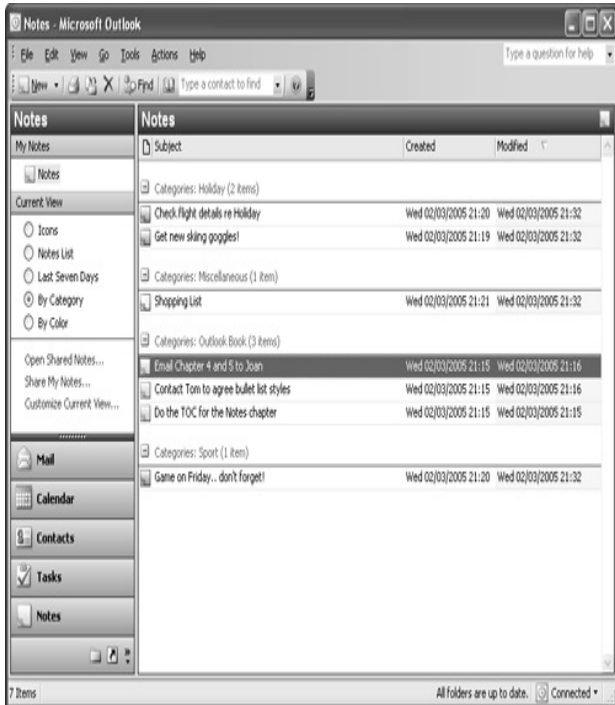 Notes - Microsoft Outlook
File Edit View Go Tools Actions Help
Type a question for help
New Find Type a contact to find
Notes
My Notes
Notes
Current View
Icons
Notes List
Last Seven Days
By Category
By Color
Open Shared Notes...
Share My Notes...
Customize Current View...
Mail
Calendar
Contacts
Tasks
Notes
Notes
Subject Created Modified
Categories: Holiday (2 items)
Check flight details re Holiday Wed 02/03/2005 21:20 Wed 02/03/2005 21:32
Get new skiing goggles! Wed 02/03/2005 21:19 Wed 02/03/2005 21:32
Categories: Miscellaneous (1 item)
Shopping List Wed 02/03/2005 21:21 Wed 02/03/2005 21:32
Categories: Outlook Book (3 items)
Email Chapter 4 and 5 to Joan Wed 02/03/2005 21:15 Wed 02/03/2005 21:16
Contact Tom to agree bullet list styles Wed 02/03/2005 21:15 Wed 02/03/2005 21:16
Do the TOC for the Notes chapter Wed 02/03/2005 21:15 Wed 02/03/2005 21:15
Categories: Sport (1 item)
Game on Friday.. don't forget! Wed 02/03/2005 21:20 Wed 02/03/2005 21:32
7 Items
All folders are up to date. Connected